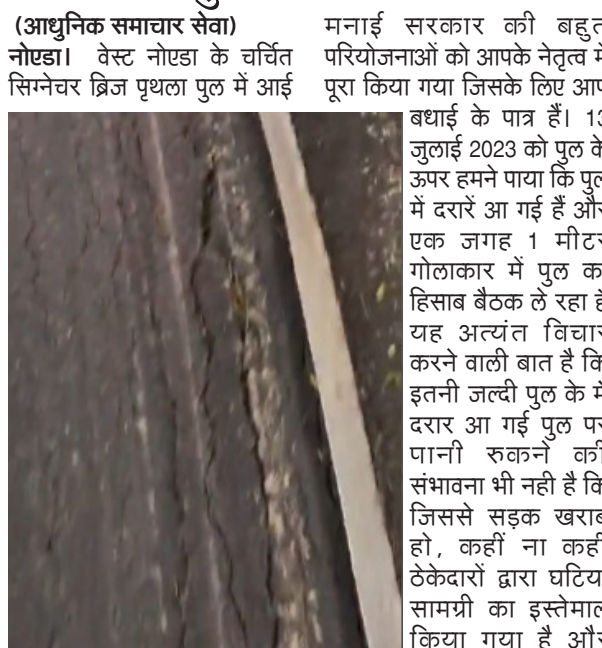 (आधुनिक समाचार सेवा)
नोएडा। वेस्ट नोएडा के चर्चित
सिग्नेचर ब्रिज पृथला पुल में आई
मनाई सरकार की बहुत
परियोजनाओं को आपके नेतृत्व में
पूरा किया गया जिसके लिए आप
बधाई के पात्र हैं। 13
जुलाई 2023 को पुल के
ऊपर हमने पाया कि पुल
में दरारें आ गई हैं और
एक जगह 1 मीटर
गोलाकार में पुल का
हिसाब बैठक ले रहा है
यह अत्यंत विचार
करने वाली बात है कि
इतनी जल्दी पुल के में
दरार आ गई पुल पर
पानी रुकने की
संभावना भी नही है कि
जिससे सड़क खराब
हो, कहीं ना कहीं
ठेकेदारों द्वारा घटिया
सामग्री का इस्तेमाल
किया गया है और